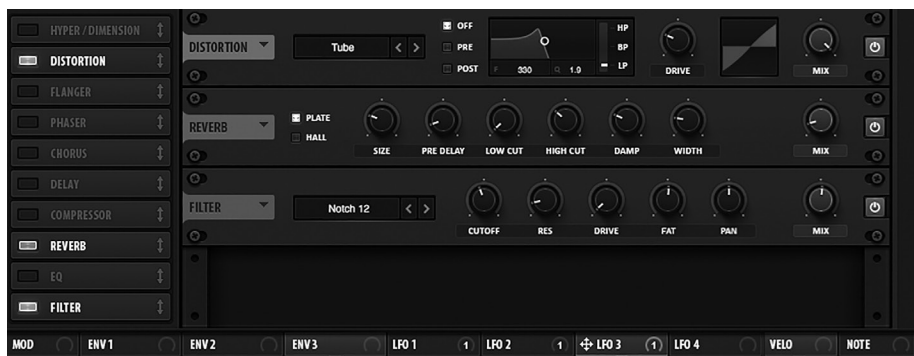 HYPER / DIMENSION
DISTORTION
FLANGER
PHASER
CHORUS
DELAY
COMPRESSOR
REVERB
EQ
FILTER
DISTORTION
Tube
OFF
PRE
POST
F 330 Q 1.9
HP
BP
LP
DRIVE
MIX
REVERB
PLATE
HALL
SIZE PRE DELAY LOW CUT HIGH CUT DAMP WIDTH MIX
FILTER
Notch 12
CUTOFF RES DRIVE FAT PAN MIX
MOD ENV 1 ENV 2 ENV 3 LFO 1 1 LFO 2 1 LFO 3 1 LFO 4 VELO NOTE